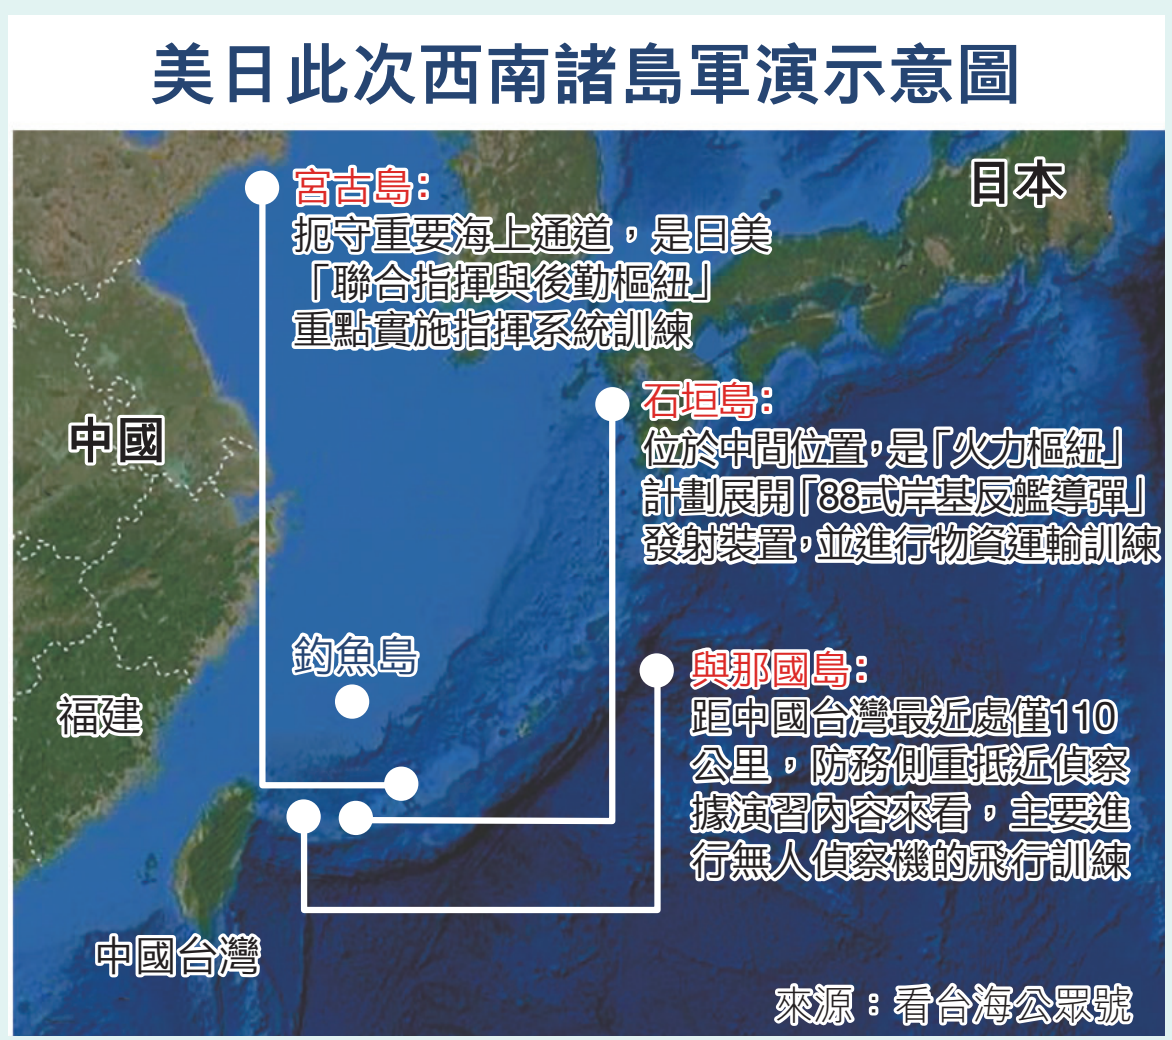 美日此次西南諸島軍演示意圖
日本
宮古島：
扼守重要海上通道，是日美
「聯合指揮與後勤樞紐」
重點實施指揮系統訓練
中國
石垣島：
位於中間位置，是「火力樞紐」
計劃展開「88式岸基反艦導彈」
發射裝置，並進行物資運輸訓練
釣魚島
福建
與那國島：
距中國台灣最近處僅110
公里，防務側重抵近偵察
據演習內容來看，主要進
行無人偵察機的飛行訓練
中國台灣
來源：看台海公眾號